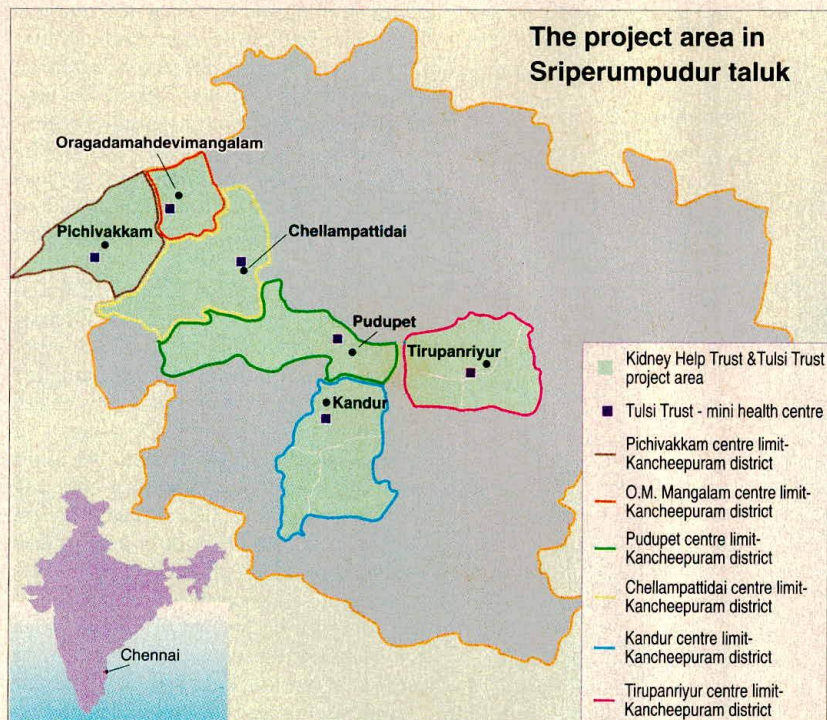 The project area in
Sriperumpudur taluk
Oragadamahdevimangalam
Pichivakkam
Chellampattidai
Pudupet
Tirupanriyur
Kandur
Chennai
Kidney Help Trust &Tulsi Trust
project area
Tulsi Trust - mini health centre
Pichivakkam centre limit-
Kancheepuram district
O.M. Mangalam centre limit-
Kancheepuram district
Pudupet centre limit-
Kancheepuram district
Chellampattidai centre limit-
Kancheepuram district
Kandur centre limit-
Kancheepuram district
Tirupanriyur centre limit-
Kancheepuram district